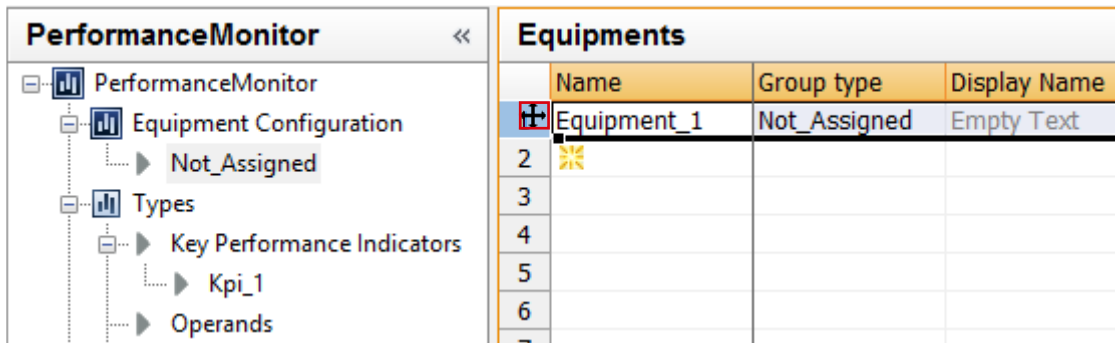 PerformanceMonitor «
PerformanceMonitor
Equipment Configuration
Not_Assigned
Types
Key Performance Indicators
Kpi_1
Operands
Equipments
Name Group type Display Name
Equipment_1 Not_Assigned Empty Text
2
3
4
5
6